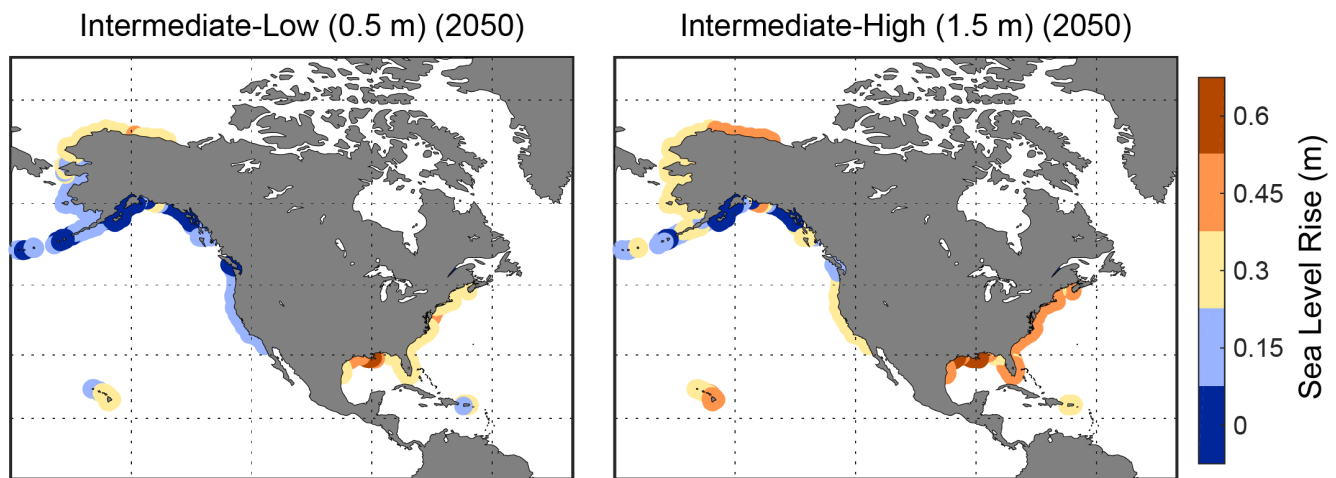 Intermediate-Low (0.5 m) (2050)
Intermediate-High (1.5 m) (2050)
0.6
0.45
0.3
0.15
0
Sea Level Rise (m)